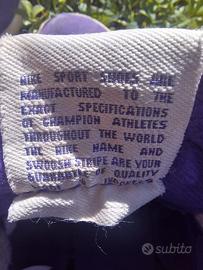 NIKE SPORT SHOES ARE
MANUFACTURED TO THE
EXACT SPECIFICATIONS
OF CHAMPION ATHLETES
THROUGHOUT THE WORLD
THE NIKE NAME AND
SWOOSH STRIPE ARE YOUR
GUARANTEE OF QUALITY
subito